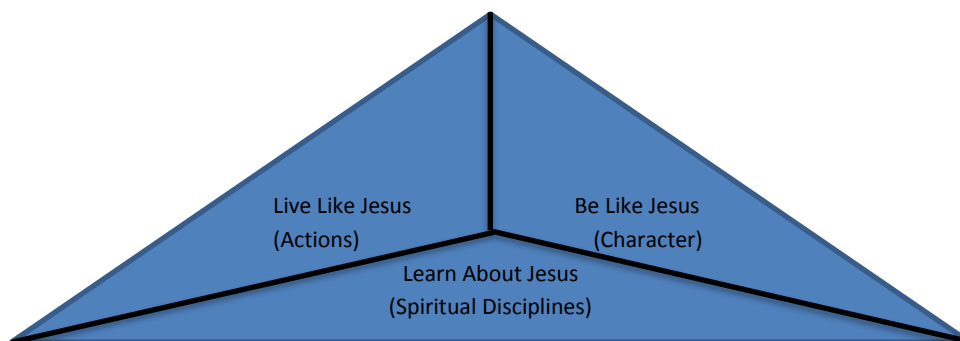 Live Like Jesus
(Actions)
Be Like Jesus
(Character)
Learn About Jesus
(Spiritual Disciplines)